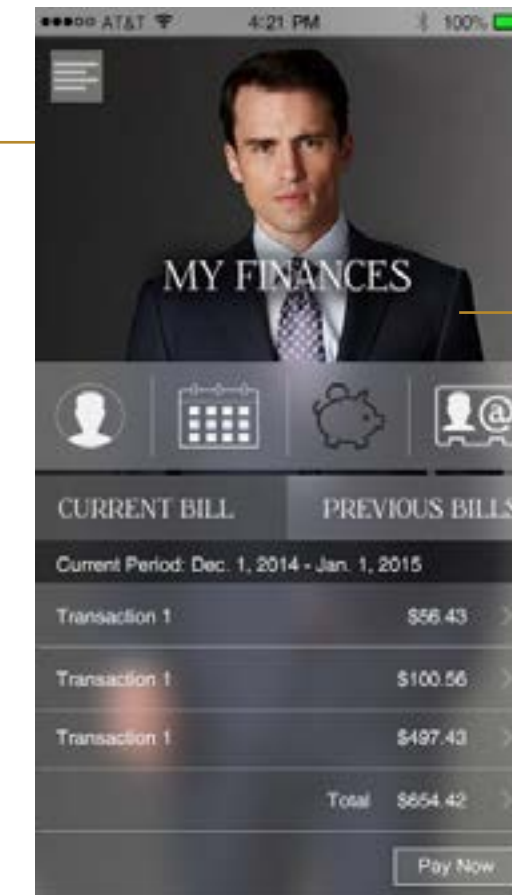 AT&T 4:21 PM 100%
MY FINANCES
@
CURRENT BILL PREVIOUS BILLS
Current Period: Dec. 1, 2014 - Jan. 1, 2015
Transaction 1 $56.43
Transaction 1 $100.56
Transaction 1 $497.43
Total $654.42
Pay Now